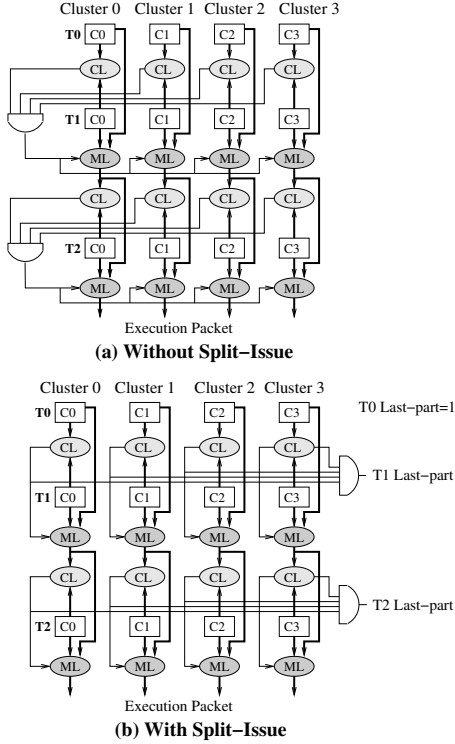 Cluster 0 Cluster 1 Cluster 2 Cluster 3
T0 C0 C1 C2 C3
CL CL CL CL
T1 C0 C1 C2 C3
ML ML ML ML
CL CL CL CL
T2 C0 C1 C2 C3
ML ML ML ML
Execution Packet
(a) Without Split−Issue
Cluster 0 Cluster 1 Cluster 2 Cluster 3
T0 C0 C1 C2 C3 T0 Last−part=1
CL CL CL CL
T1 Last−part
T1 C0 C1 C2 C3
ML ML ML ML
CL CL CL CL
T2 Last−part
T2 C0 C1 C2 C3
ML ML ML ML
Execution Packet
(b) With Split−Issue